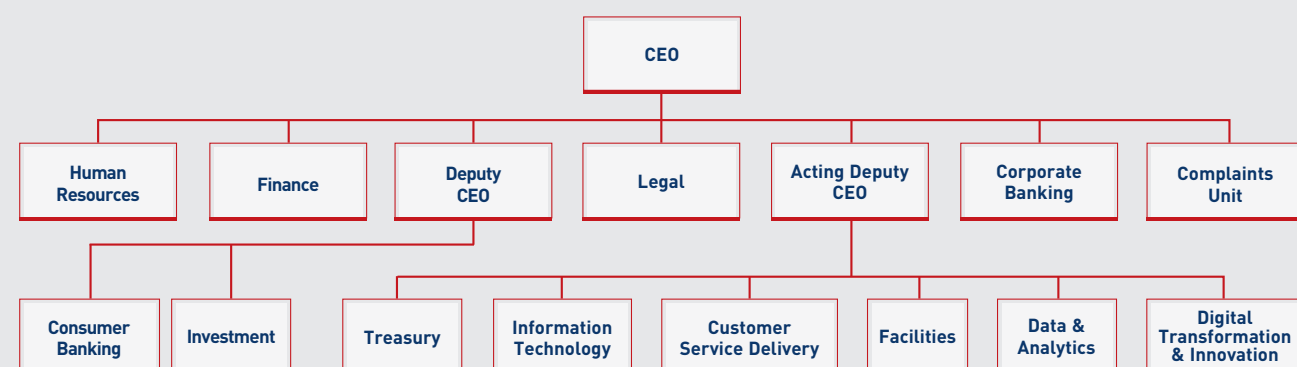 CEO
Human
Resources
Finance
Deputy
CEO
Legal
Acting Deputy
CEO
Corporate
Banking
Complaints
Unit
Consumer
Banking
Investment
Treasury
Information
Technology
Customer
Service Delivery
Facilities
Data &
Analytics
Digital
Transformation
& Innovation